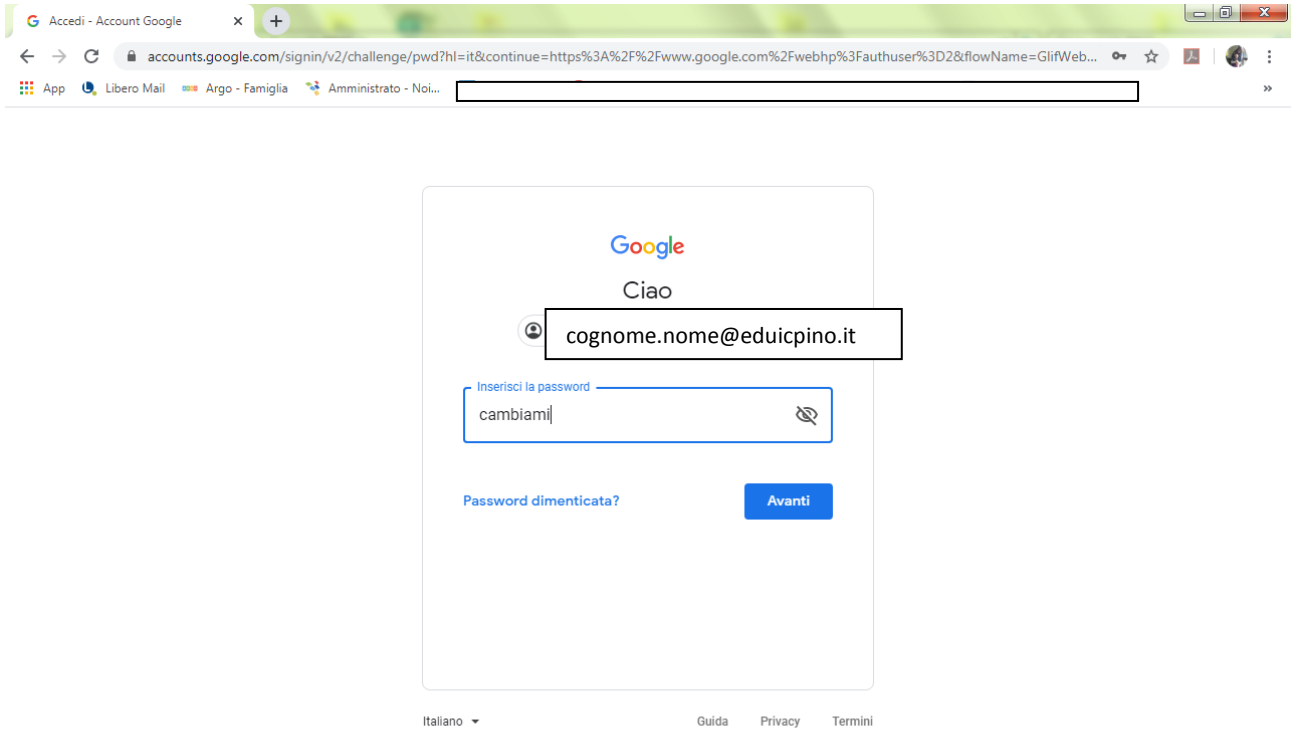 Accedi - Account Google
accounts.google.com/signin/v2/challenge/pwd?hl=it&continue=https%3A%2F%2Fwww.google.com%2Fwebhp%3Fauthuser%3D2&flowName=GlifWeb...
App Libero Mail Argo - Famiglia Amministrato - Noi...
Google
Ciao
cognome.nome@eduicpino.it
Inserisci la password
cambiami
Password dimenticata? Avanti
Italiano Guida Privacy Termini